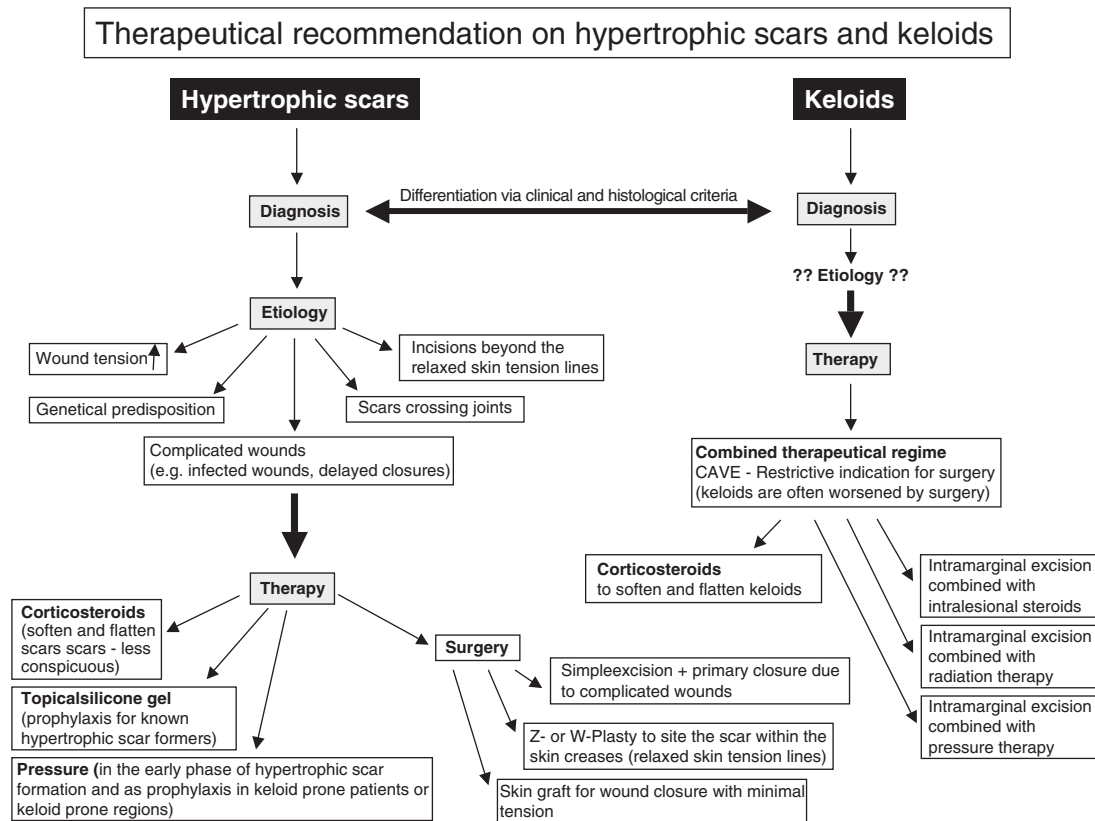 Therapeutical recommendation on hypertrophic scars and keloids
Hypertrophic scars
Keloids
Differentiation via clinical and histological criteria
Diagnosis
Diagnosis
?? Etiology ??
Etiology
Wound tension
Incisions beyond the
relaxed skin tension lines
Therapy
Genetical predisposition
Scars crossing joints
Complicated wounds
(e.g. infected wounds, delayed closures)
Combined therapeutical regime
CAVE - Restrictive indication for surgery
(keloids are often worsened by surgery)
Therapy
Corticosteroids
(soften and flatten
scars scars - less
conspicuous)
Topicalsilicone gel
(prophylaxis for known
hypertrophic scar formers)
Pressure (in the early phase of hypertrophic scar
formation and as prophylaxis in keloid prone patients or
keloid prone regions)
Surgery
Simpleexcision + primary closure due
to complicated wounds
Z- or W-Plasty to site the scar within the
skin creases (relaxed skin tension lines)
Skin graft for wound closure with minimal
tension
Corticosteroids
to soften and flatten keloids
Intramarginal excision
combined with
intralesional steroids
Intramarginal excision
combined with
radiation therapy
Intramarginal excision
combined with
pressure therapy